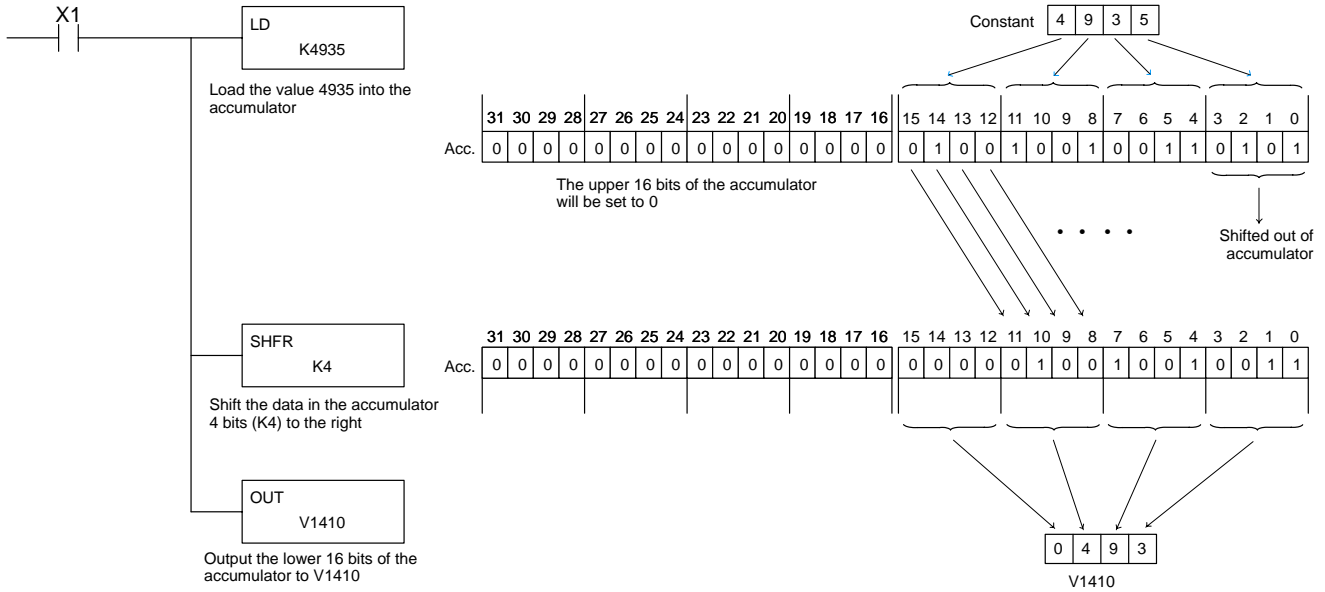 X1
LD
K4935
Load the value 4935 into the
accumulator
Constant 4 9 3 5
31 30 29 28 27 26 25 24 23 22 21 20 19 18 17 16 15 14 13 12 11 10 9 8 7 6 5 4 3 2 1 0
Acc. 0 0 0 0 0 0 0 0 0 0 0 0 0 0 0 0 0 1 0 0 1 0 0 1 0 0 1 1 0 1 0 1
The upper 16 bits of the accumulator
will be set to 0
Shifted out of
accumulator
SHFR
K4
Shift the data in the accumulator
4 bits (K4) to the right
31 30 29 28 27 26 25 24 23 22 21 20 19 18 17 16 15 14 13 12 11 10 9 8 7 6 5 4 3 2 1 0
Acc. 0 0 0 0 0 0 0 0 0 0 0 0 0 0 0 0 0 0 0 0 0 1 0 0 1 0 0 1 0 0 1 1
OUT
V1410
Output the lower 16 bits of the
accumulator to V1410
0 4 9 3
V1410